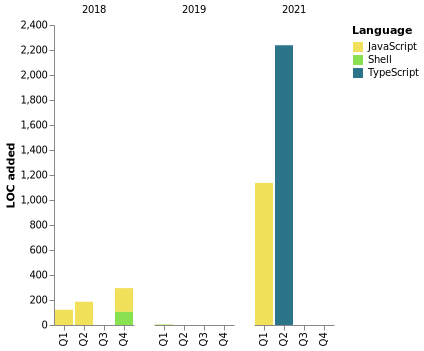 2018
2019
2021
Language
JavaScript
Shell
TypeScript
LOC added
2,400
2,200
2,000
1,800
1,600
1,400
1,200
1,000
800
600
400
200
0
Q1 Q2 Q3 Q4
Q1 Q2 Q3 Q4
Q1 Q2 Q3 Q4